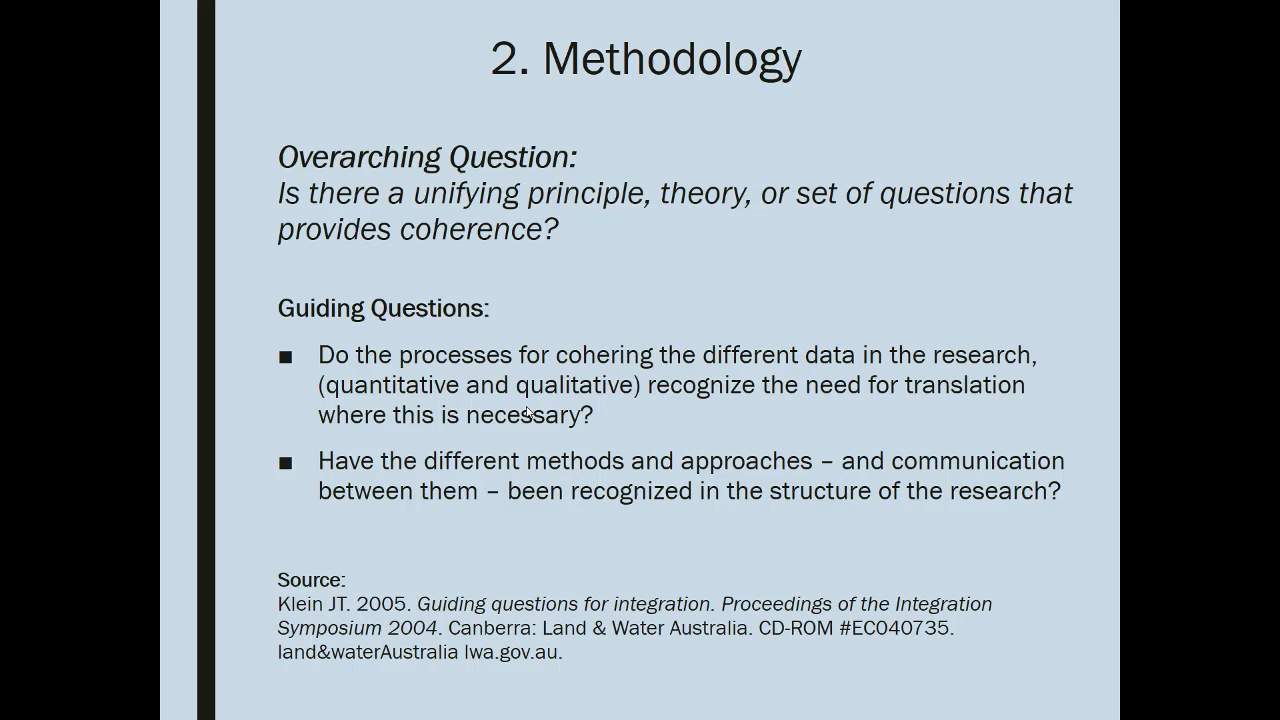 2. Methodology
Overarching Question:
Is there a unifying principle, theory, or set of questions that
provides coherence?
Guiding Questions:
■ Do the processes for cohering the different data in the research,
(quantitative and qualitative) recognize the need for translation
where this is necessary?
■ Have the different methods and approaches – and communication
between them – been recognized in the structure of the research?
Source:
Klein JT. 2005. Guiding questions for integration. Proceedings of the Integration
Symposium 2004. Canberra: Land & Water Australia. CD-ROM #EC040735.
land&waterAustralia lwa.gov.au.